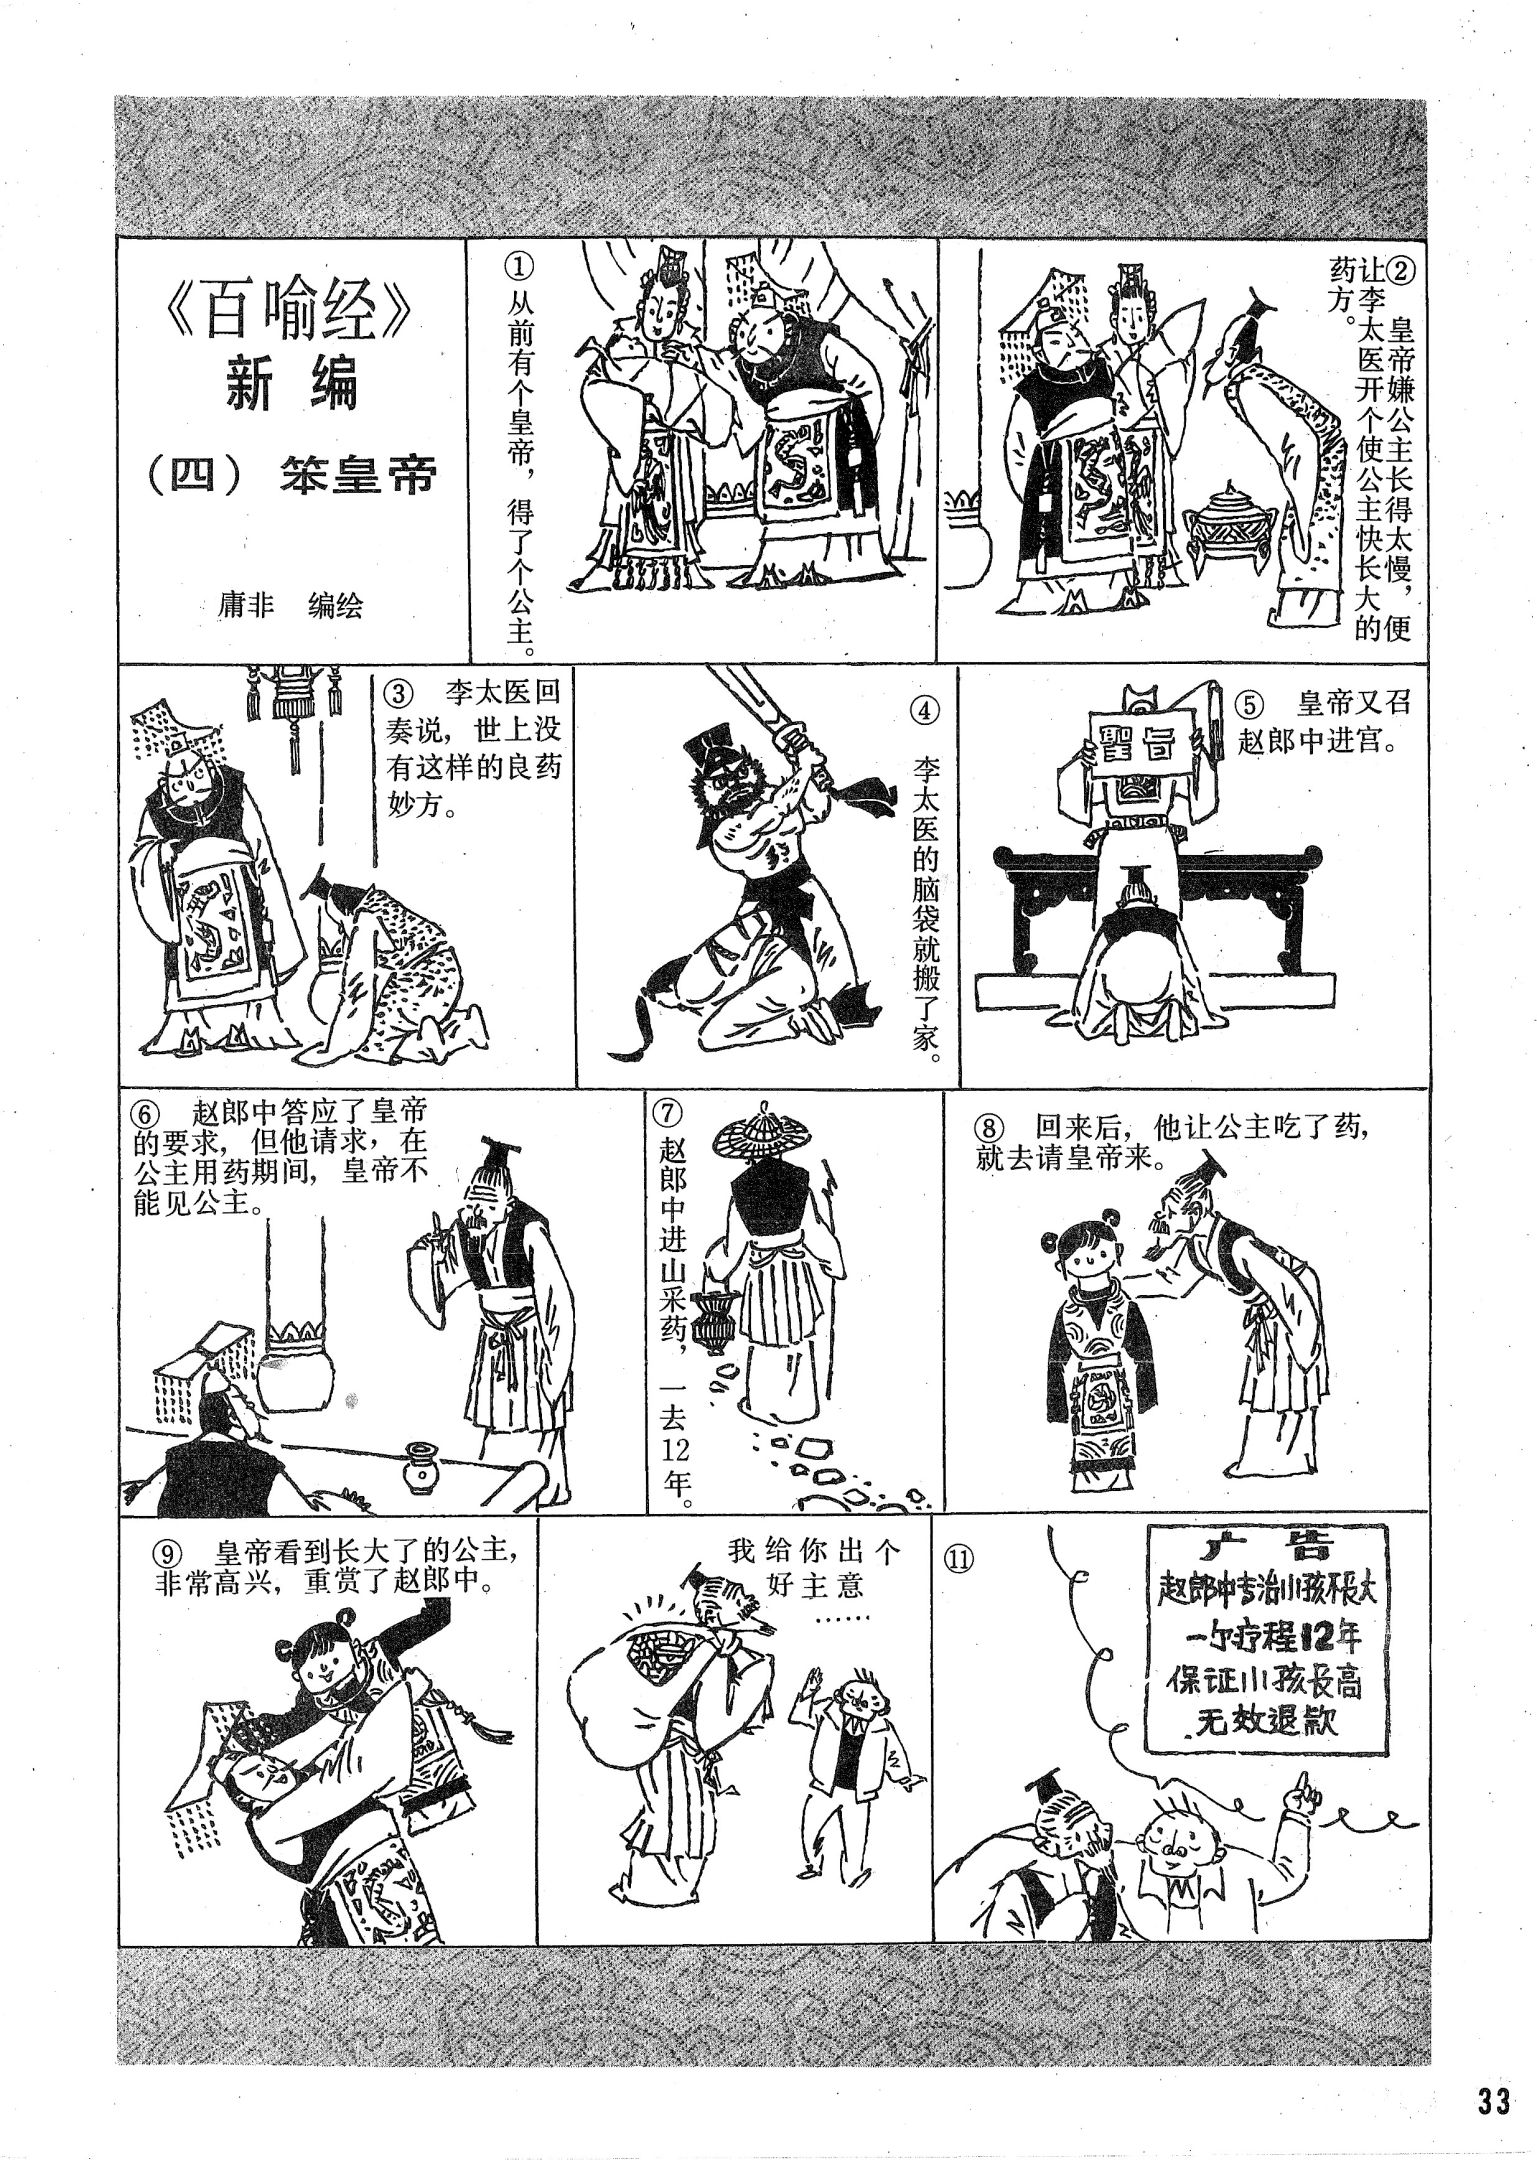 《百喻经》
新编
（四）笨皇帝
庸非 编绘
① 从前有个皇帝，得了个公主。
② 皇帝嫌公主长得太慢，便
让李太医开个使公主快长大的
药方。
③ 李太医回
奏说，世上没
有这样的良药
妙方。
④ 李太医的脑袋就搬了家。
⑤ 皇帝又召
赵郎中进宫。
聖旨
⑥ 赵郎中答应了皇帝
的要求，但他请求，在
公主用药期间，皇帝不
能见公主。
⑦ 赵郎中进山采药，一去12年。
⑧ 回来后，他让公主吃了药，
就去请皇帝来。
⑨ 皇帝看到长大了的公主，
非常高兴，重赏了赵郎中。
我给你出个
好主意
……
⑪
广告
赵郎中专治小孩不长大
一个疗程12年
保证小孩长高
无效退款
33